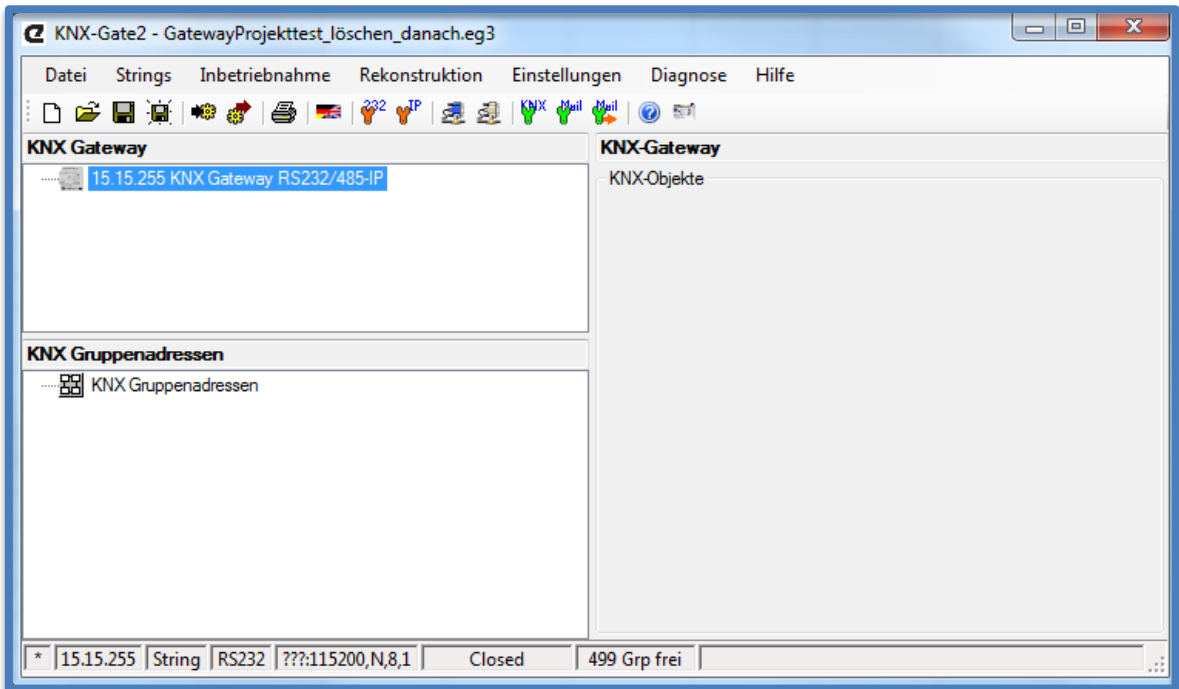 KNX-Gate2 - GatewayProjekttest_löschen_danach.eg3
Datei Strings Inbetriebnahme Rekonstruktion Einstellungen Diagnose Hilfe
232 IP KNX Mail Mail
KNX Gateway
15.15.255 KNX Gateway RS232/485-IP
KNX Gruppenadressen
KNX Gruppenadressen
KNX-Gateway
KNX-Objekte
* 15.15.255 String RS232 ???:115200,N,8,1 Closed 499 Grp frei